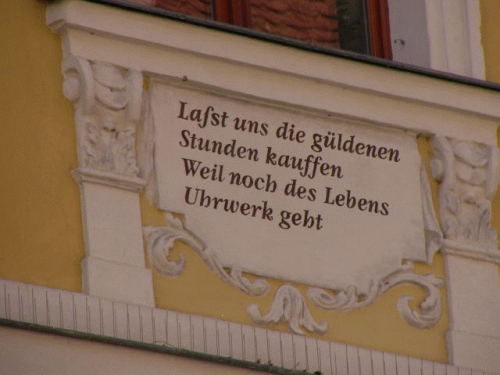 Laſst uns die güldenen
Stunden kauffen
Weil noch des Lebens
Uhrwerk geht